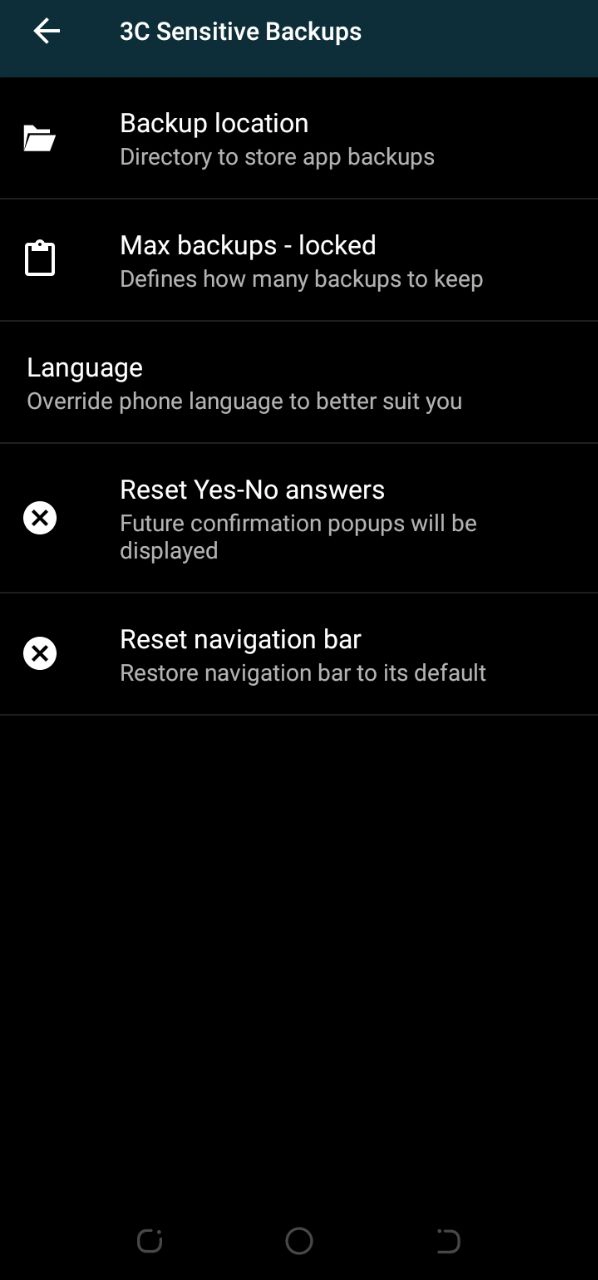 3C Sensitive Backups
Backup location
Directory to store app backups
Max backups - locked
Defines how many backups to keep
Language
Override phone language to better suit you
Reset Yes-No answers
Future confirmation popups will be
displayed
Reset navigation bar
Restore navigation bar to its default